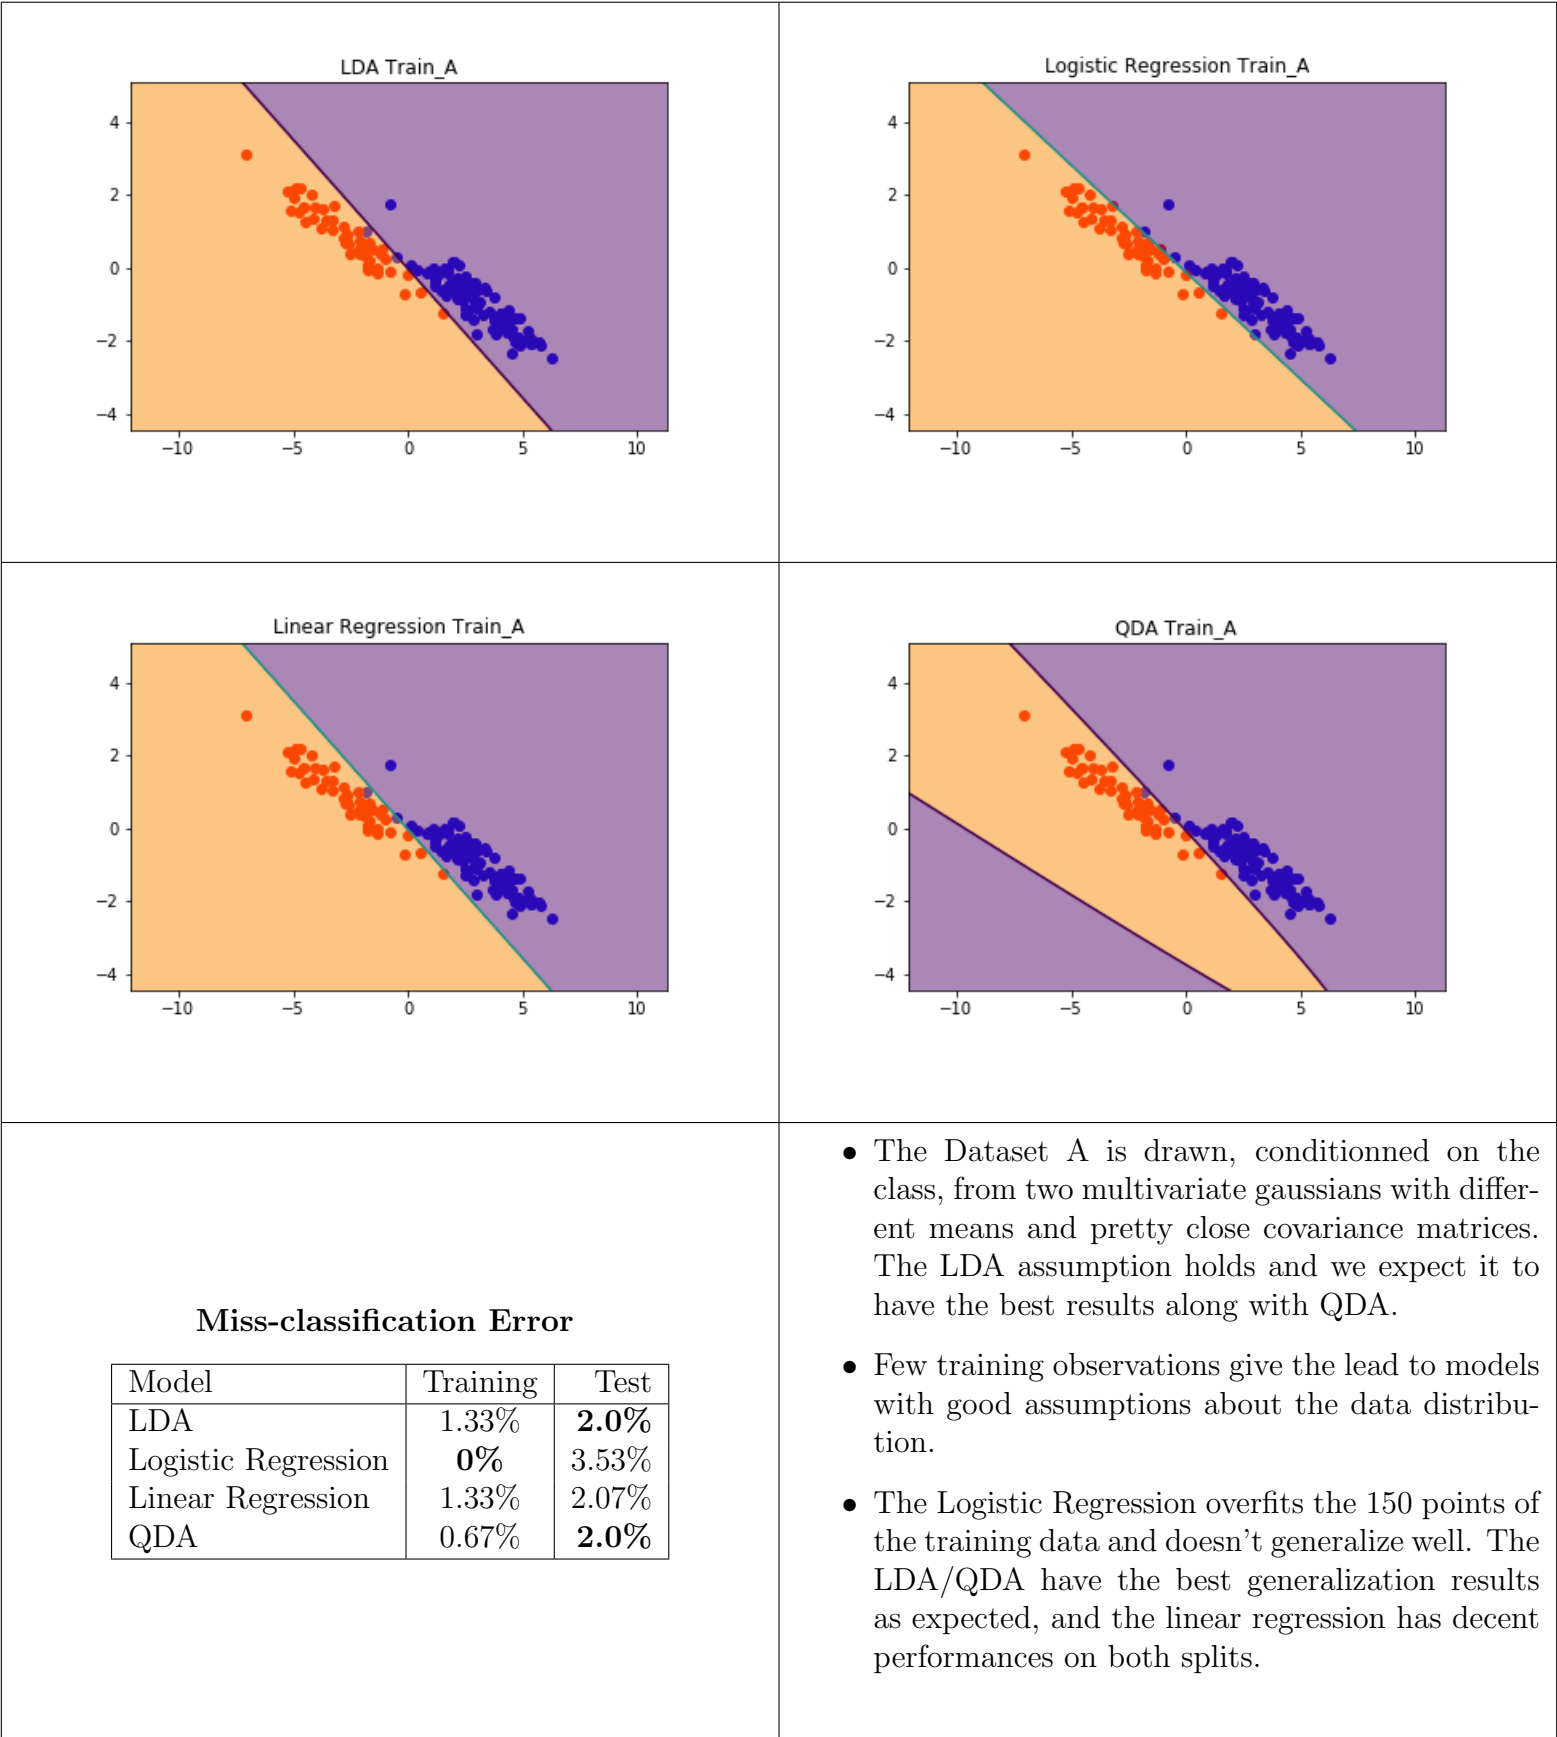 LDA Train_A
4
2
0
−2
−4
−10 −5 0 5 10
Logistic Regression Train_A
4
2
0
−2
−4
−10 −5 0 5 10
Linear Regression Train_A
4
2
0
−2
−4
−10 −5 0 5 10
QDA Train_A
4
2
0
−2
−4
−10 −5 0 5 10
Miss-classification Error
Model Training Test
LDA 1.33% 2.0%
Logistic Regression 0% 3.53%
Linear Regression 1.33% 2.07%
QDA 0.67% 2.0%
• The Dataset A is drawn, conditionned on the
class, from two multivariate gaussians with differ-
ent means and pretty close covariance matrices.
The LDA assumption holds and we expect it to
have the best results along with QDA.
• Few training observations give the lead to models
with good assumptions about the data distribu-
tion.
• The Logistic Regression overfits the 150 points of
the training data and doesn't generalize well. The
LDA/QDA have the best generalization results
as expected, and the linear regression has decent
performances on both splits.